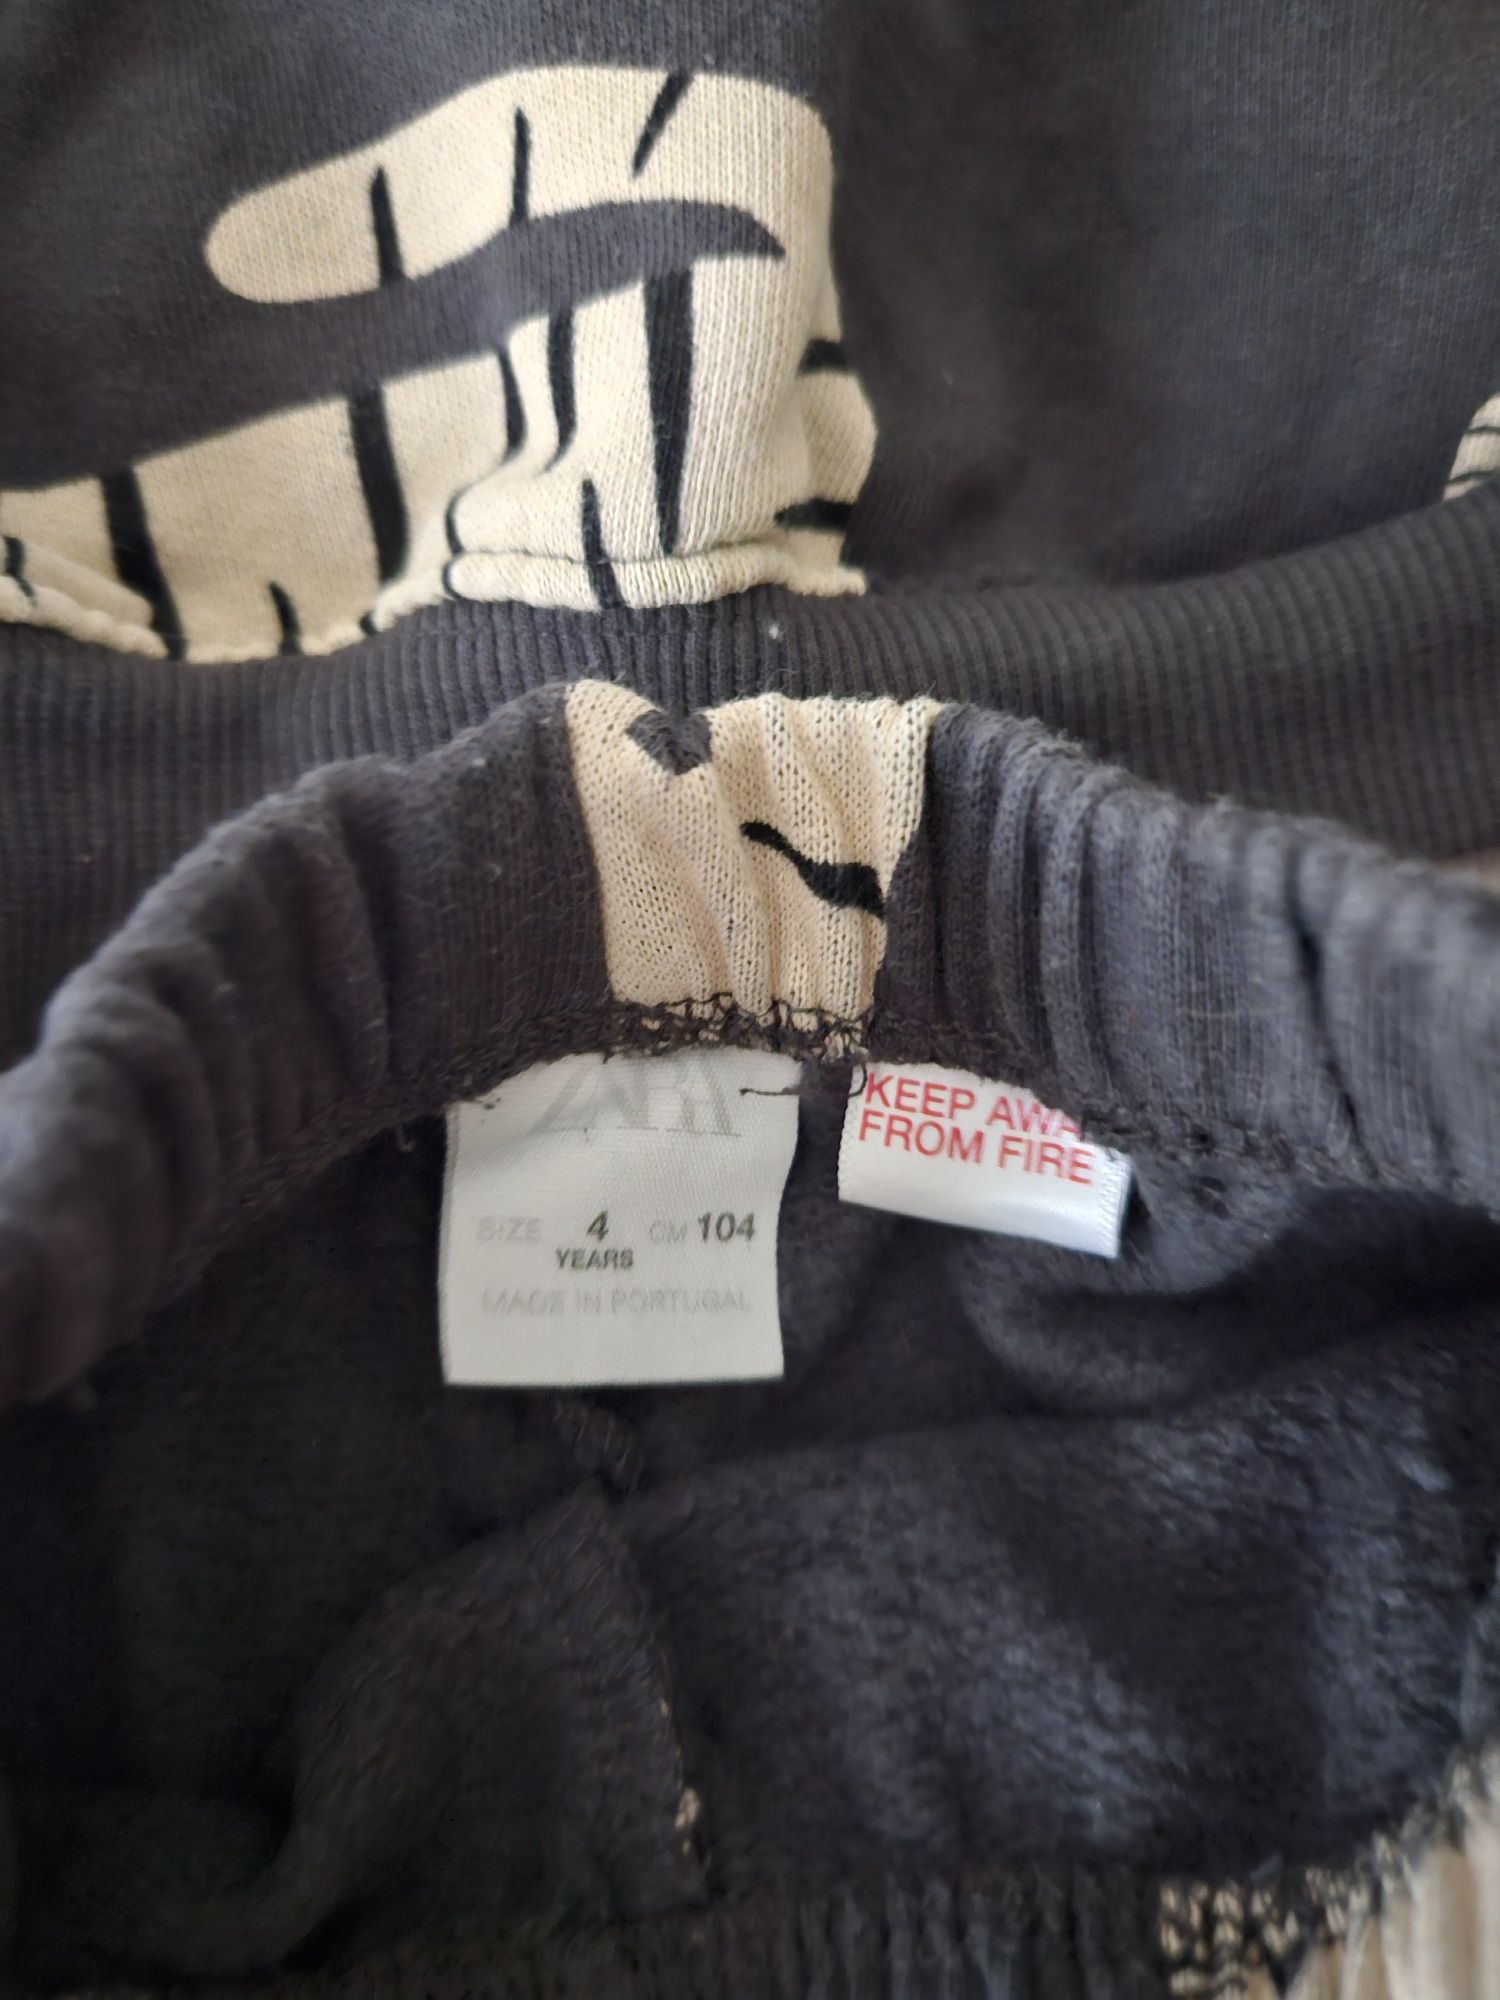 ZARA
SIZE 4 CM 104
YEARS
MADE IN PORTUGAL
KEEP AWA
FROM FIRE